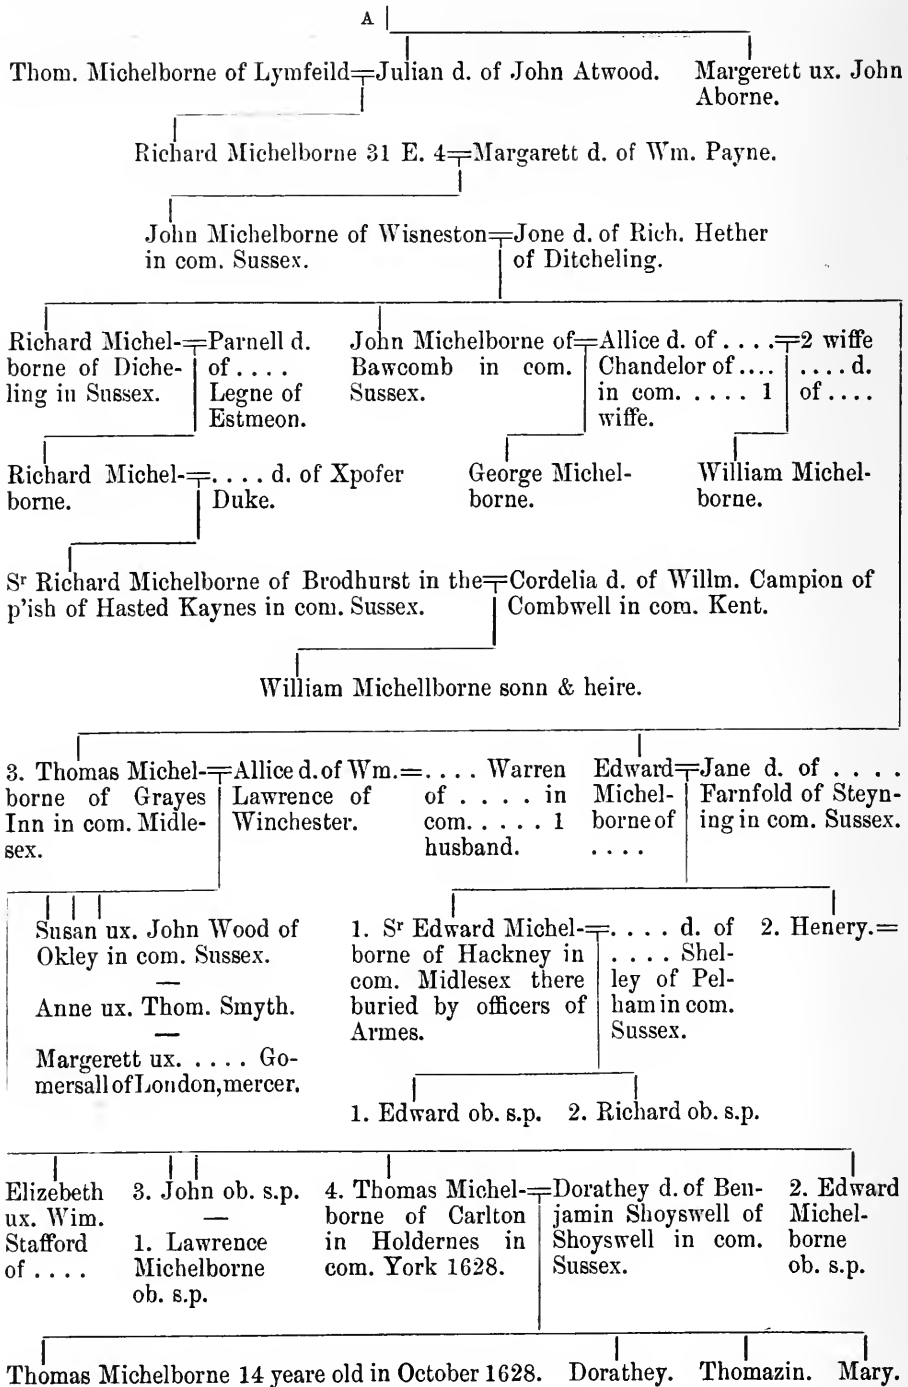 A
Thom. Michelborne of Lymfeild=Julian d. of John Atwood. Margerett ux. John
Aborne.
Richard Michelborne 31 E. 4=Margarett d. of Wm. Payne.
John Michelborne of Wisneston=Jone d. of Rich. Hether
in com. Sussex. of Ditcheling.
Richard Michel-=Parnell d. John Michelborne of=Allice d. of . . . .=2 wiffe
borne of Diche- of . . . . Bawcomb in com. Chandelor of . . . . . . . . d.
ling in Sussex. Legne of Sussex. in com. . . . . . 1 of . . . .
Estmeon. wiffe.
Richard Michel-=. . . . d. of Xpofer George Michel- William Michel-
borne. Duke. borne. borne.
Sr Richard Michelborne of Brodhurst in the=Cordelia d. of Willm. Campion of
p'ish of Hasted Kaynes in com. Sussex. Combwell in com. Kent.
William Michellborne sonn & heire.
3. Thomas Michel-=Allice d. of Wm.=. . . . Warren Edward=Jane d. of . . . .
borne of Grayes Lawrence of of . . . . in Michel- Farnfold of Steyn-
Inn in com. Midle- Winchester. com. . . . . . 1 borne of ing in com. Sussex.
sex. husband. . . . .
Susan ux. John Wood of 1. Sr Edward Michel-=. . . . d. of 2. Henery.=
Okley in com. Sussex. borne of Hackney in . . . . Shel-
com. Midlesex there ley of Pel-
Anne ux. Thom. Smyth. buried by officers of ham in com.
Armes. Sussex.
Margerett ux. . . . . Go-
mersall of London, mercer.
1. Edward ob. s.p. 2. Richard ob. s.p.
Elizebeth 3. John ob. s.p. 4. Thomas Michel-=Dorathey d. of Ben- 2. Edward
ux. Wim. borne of Carlton jamin Shoyswell of Michel-
Stafford 1. Lawrence in Holdernes in Shoyswell in com. borne
of . . . . Michelborne com. York 1628. Sussex. ob. s.p.
ob. s.p.
Thomas Michelborne 14 yeare old in October 1628. Dorathey. Thomazin. Mary.